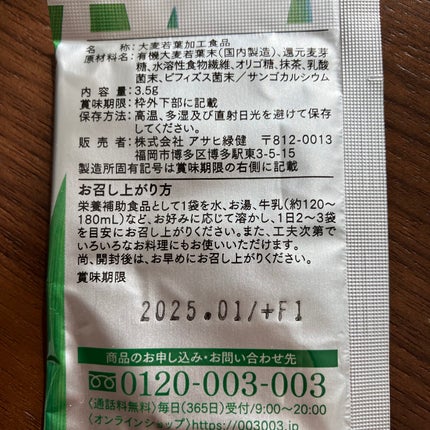 名　称:大麦若葉加工食品
原材料名:有機大麦若葉末(国内製造)、還元麦芽
糖、水溶性食物繊維、オリゴ糖、抹茶、乳酸
菌末、ビフィズス菌末／サンゴカルシウム
内容量:3.5g
賞味期限:枠外下部に記載
保存方法:高温、多湿及び直射日光を避けて保存
してください。
販売者:株式会社 アサヒ緑健　〒812-0013
福岡市博多区博多駅東3-5-15
製造所固有記号は賞味期限の右側に記載
お召し上がり方
栄養補助食品として1袋を水、お湯、牛乳(約120〜
180mL)など、お好みに応じて溶かし、1日2〜3袋
を目安にお召し上がりください。また、工夫次第で
いろいろなお料理にもお使いいただけます。
尚、開封後は、お早めにお召し上がりください。
賞味期限
2025.01/+F1
商品のお申し込み・お問い合わせ先
0120-003-003
〈通話料無料〉毎日(365日)受付/9:00〜20:00
〈オンラインショップ〉https://003003.jp